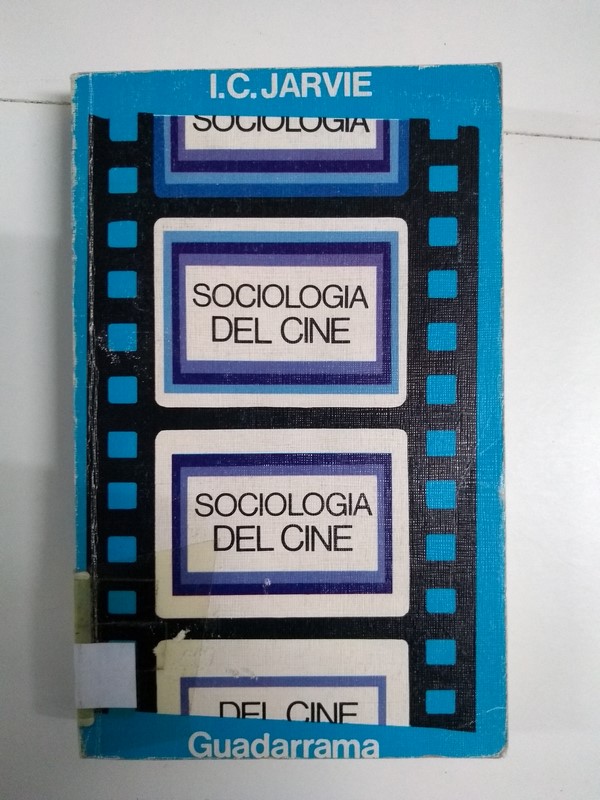 I.C. JARVIE
SOCIOLOGIA
SOCIOLOGIA
DEL CINE
SOCIOLOGIA
DEL CINE
DEL CINE
Guadarrama